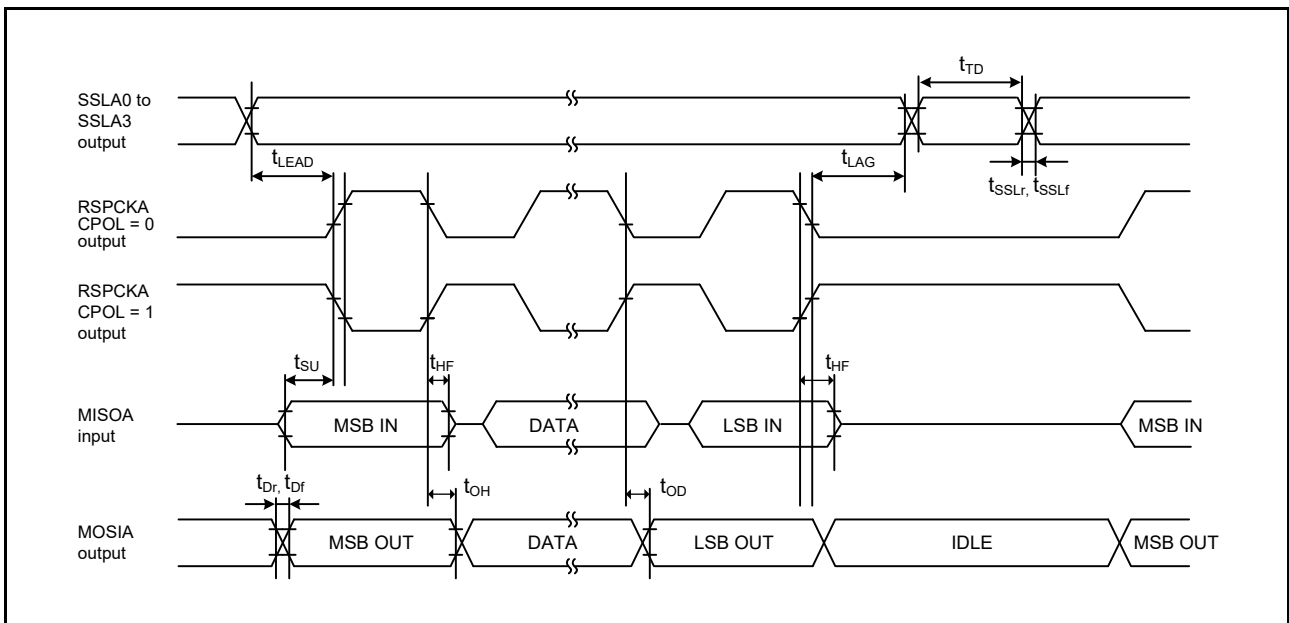 tTD
SSLA0 to
SSLA3
output
tLEAD
tLAG
tSSLr, tSSLf
RSPCKA
CPOL = 0
output
RSPCKA
CPOL = 1
output
tSU
tHF
tHF
MISOA
input
MSB IN
DATA
LSB IN
MSB IN
tDr, tDf
tOH
tOD
MOSIA
output
MSB OUT
DATA
LSB OUT
IDLE
MSB OUT